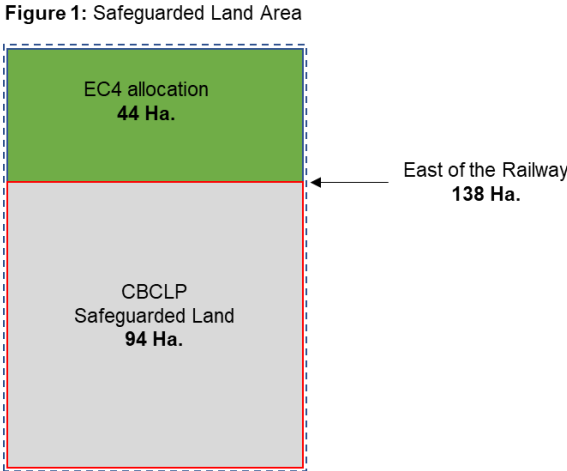 Figure 1: Safeguarded Land Area
EC4 allocation
44 Ha.
East of the Railway
138 Ha.
CBCLP
Safeguarded Land
94 Ha.